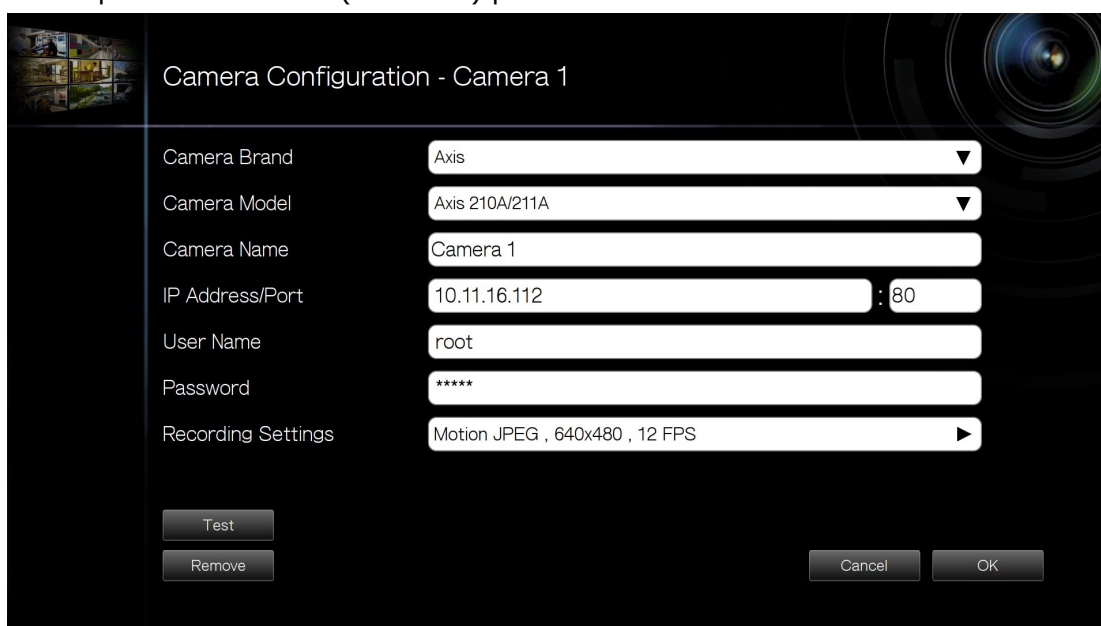 Camera Configuration - Camera 1
Camera Brand Axis ▼
Camera Model Axis 210A/211A ▼
Camera Name Camera 1
IP Address/Port 10.11.16.112 : 80
User Name root
Password *****
Recording Settings Motion JPEG , 640x480 , 12 FPS ►
Test
Remove Cancel OK